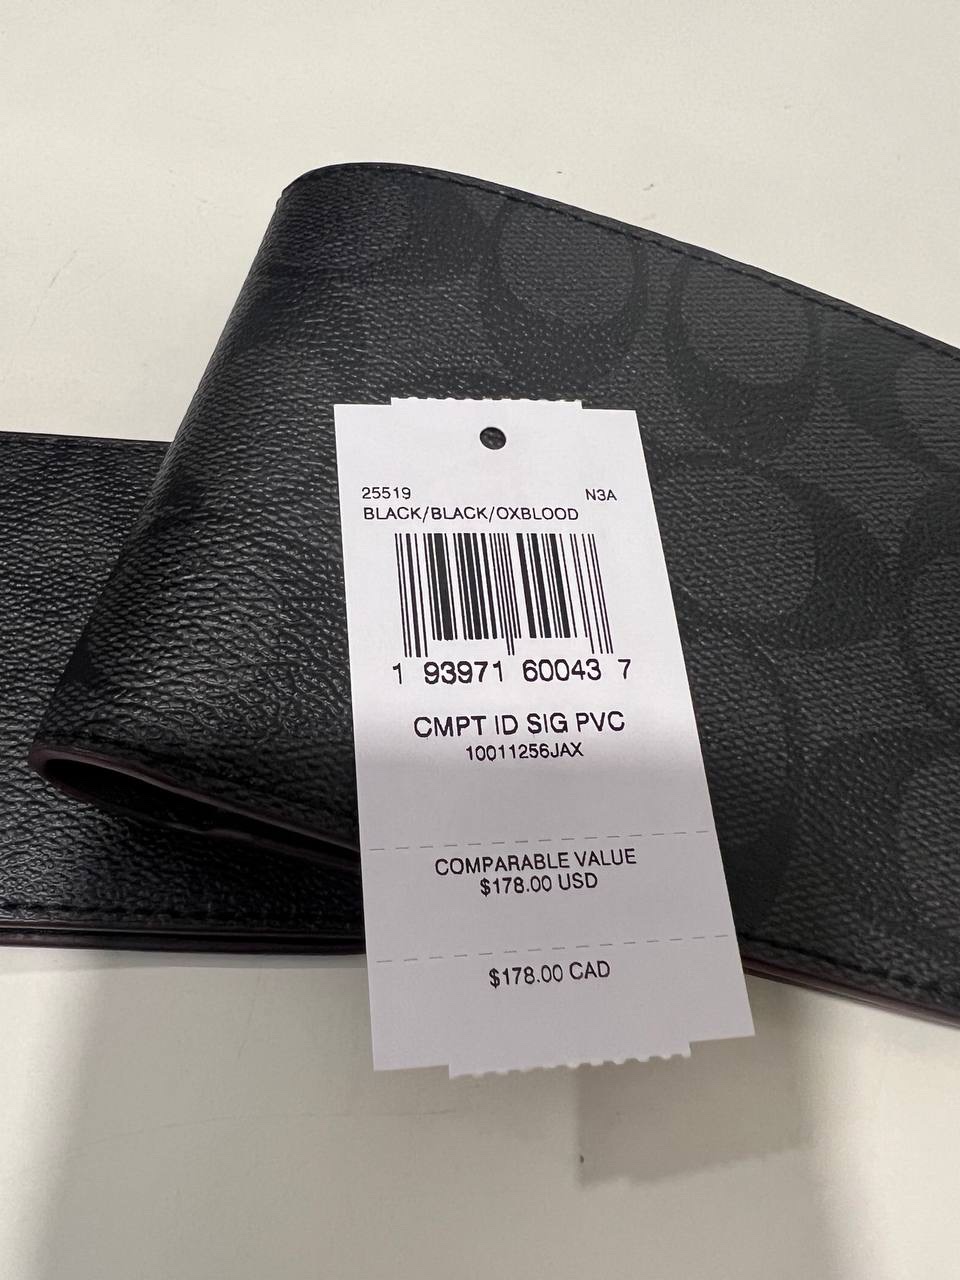 25519 N3A
BLACK/BLACK/OXBLOOD
1 93971 60043 7
CMPT ID SIG PVC
10011256JAX
COMPARABLE VALUE
$178.00 USD
$178.00 CAD